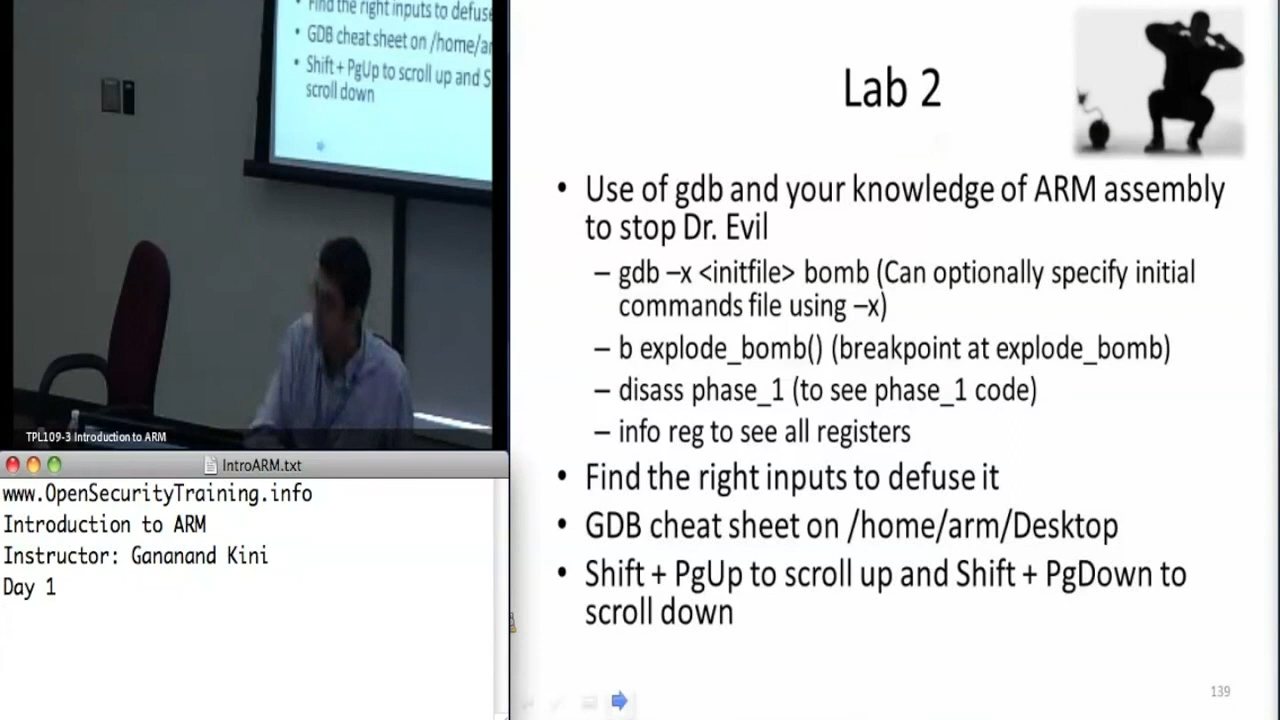 Find the right inputs to defuse
• GDB cheat sheet on /home/ar
• Shift + PgUp to scroll up and S
scroll down
TPL109-3 Introduction to ARM
IntroARM.txt
www.OpenSecurityTraining.info
Introduction to ARM
Instructor: Gananand Kini
Day 1
Lab 2
• Use of gdb and your knowledge of ARM assembly
to stop Dr. Evil
– gdb –x <initfile> bomb (Can optionally specify initial
commands file using –x)
– b explode_bomb() (breakpoint at explode_bomb)
– disass phase_1 (to see phase_1 code)
– info reg to see all registers
• Find the right inputs to defuse it
• GDB cheat sheet on /home/arm/Desktop
• Shift + PgUp to scroll up and Shift + PgDown to
scroll down
139